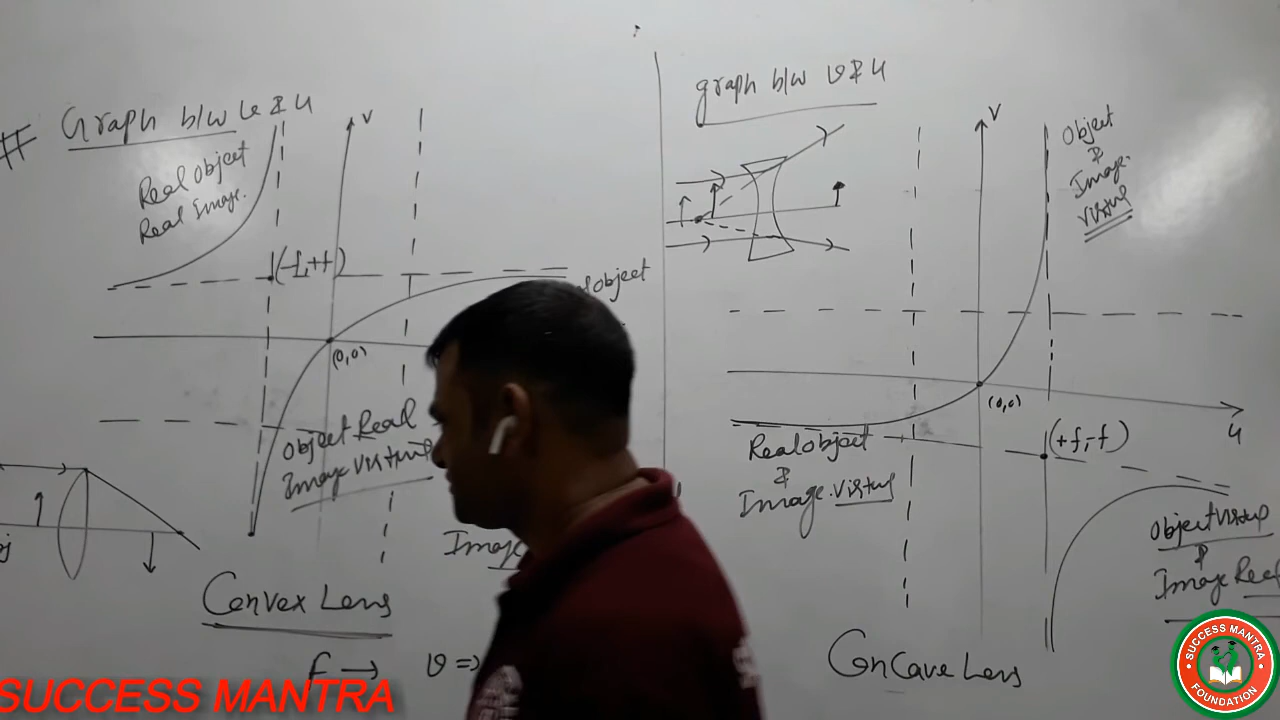 # Graph b/w v & u
Real Object
Real Image.
V
(-f,+f)
Object
(0,0)
Object Real
Image virtual
Image
Convex Lens
f → v ⇒
graph b/w v & u
V
Object
&
Image.
virtual
(0,0)
u
(+f,-f)
Real object
&
Image. virtual
Object virtual
&
Image Real
Concave Lens
SUCCESS MANTRA
SUCCESS MANTRA
FOUNDATION